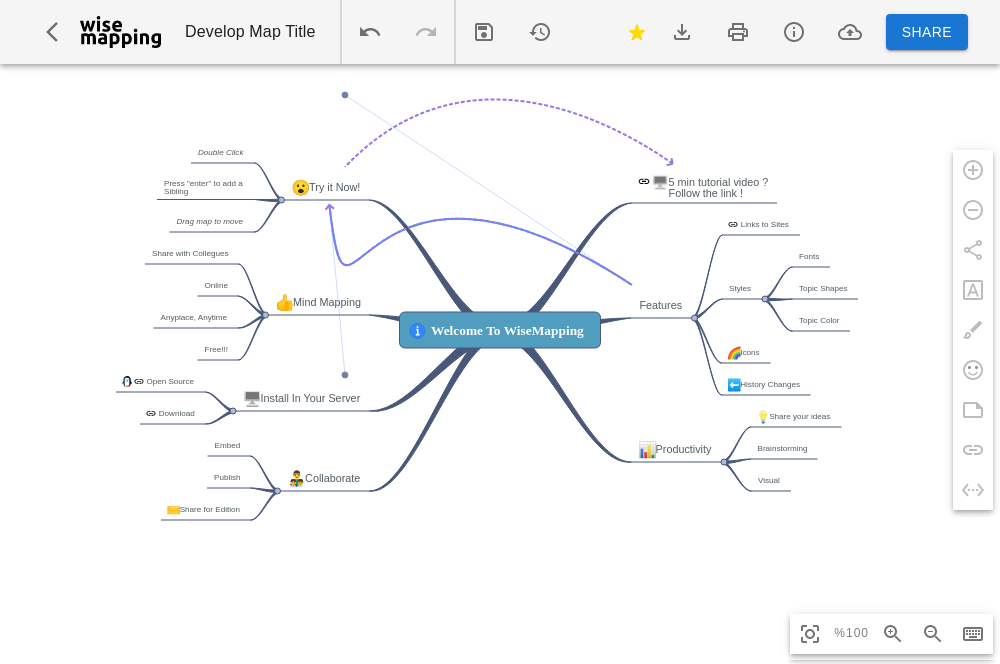 wise
mapping
Develop Map Title
SHARE
Double Click
Press "enter" to add a
Sibling
Drag map to move
Try it Now!
Share with Collegues
Online
Anyplace, Anytime
Free!!!
Mind Mapping
Open Source
Download
Install In Your Server
Embed
Publish
Share for Edition
Collaborate
Welcome To WiseMapping
5 min tutorial video ?
Follow the link !
Features
Links to Sites
Styles
Fonts
Topic Shapes
Topic Color
Icons
History Changes
Productivity
Share your ideas
Brainstorming
Visual
%100